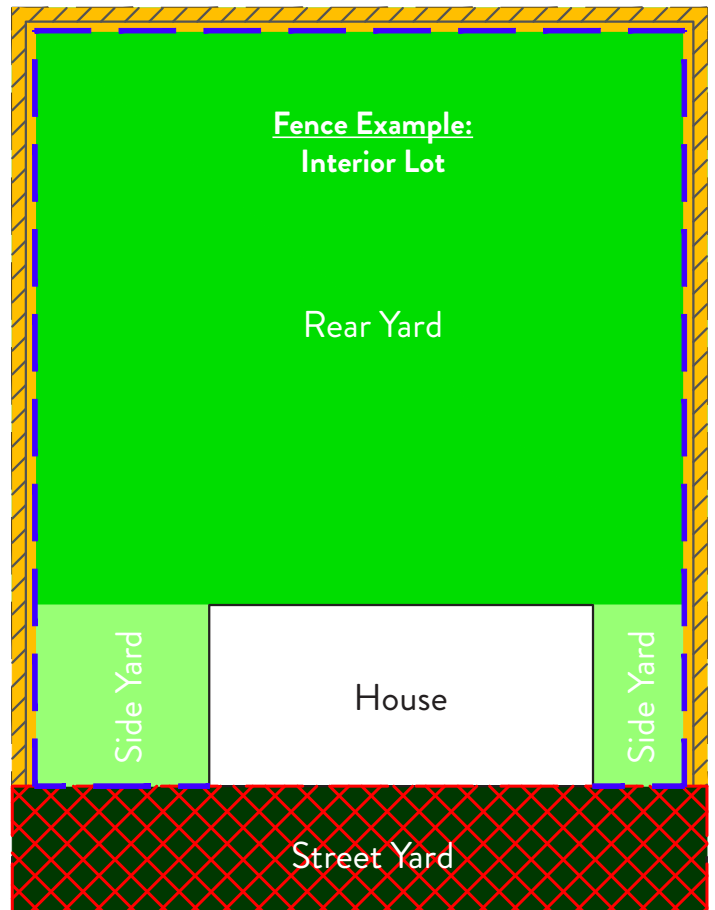 Fence Example:
Interior Lot
Rear Yard
Side Yard
House
Side Yard
Street Yard